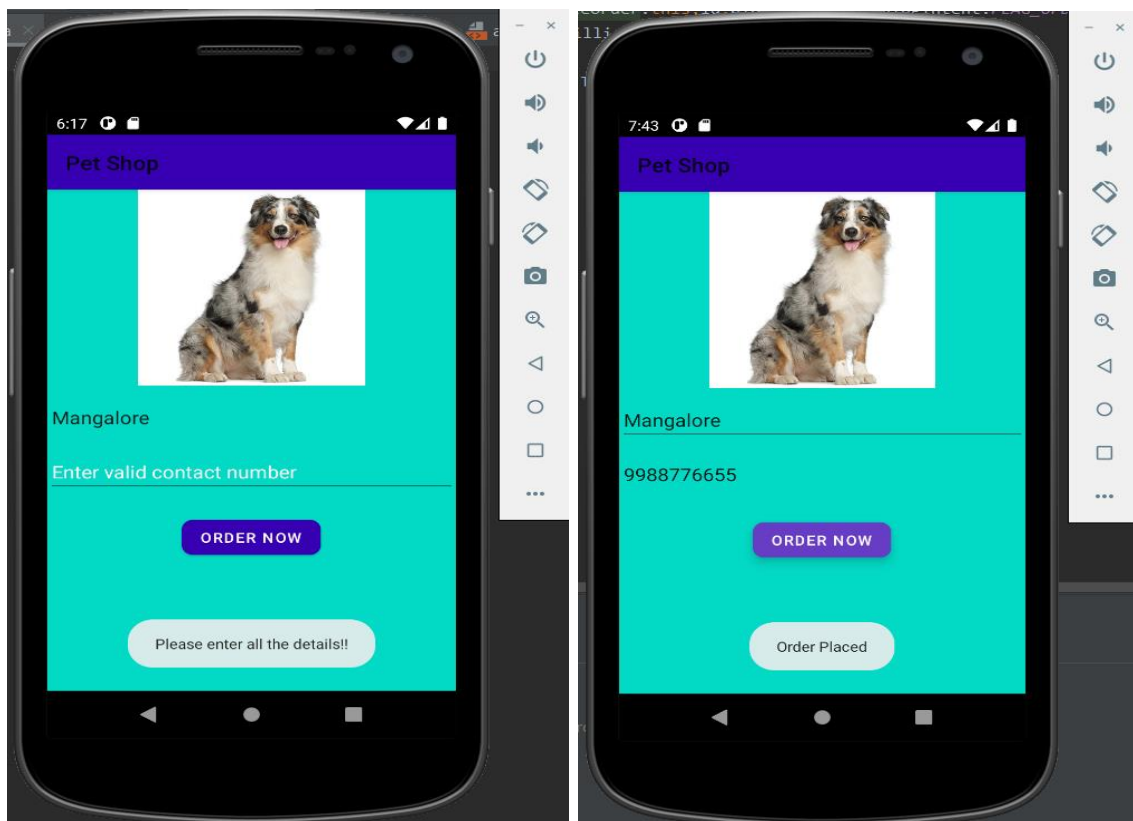 6:17
Pet Shop
Mangalore
Enter valid contact number
ORDER NOW
Please enter all the details!!
7:43
Pet Shop
Mangalore
9988776655
ORDER NOW
Order Placed